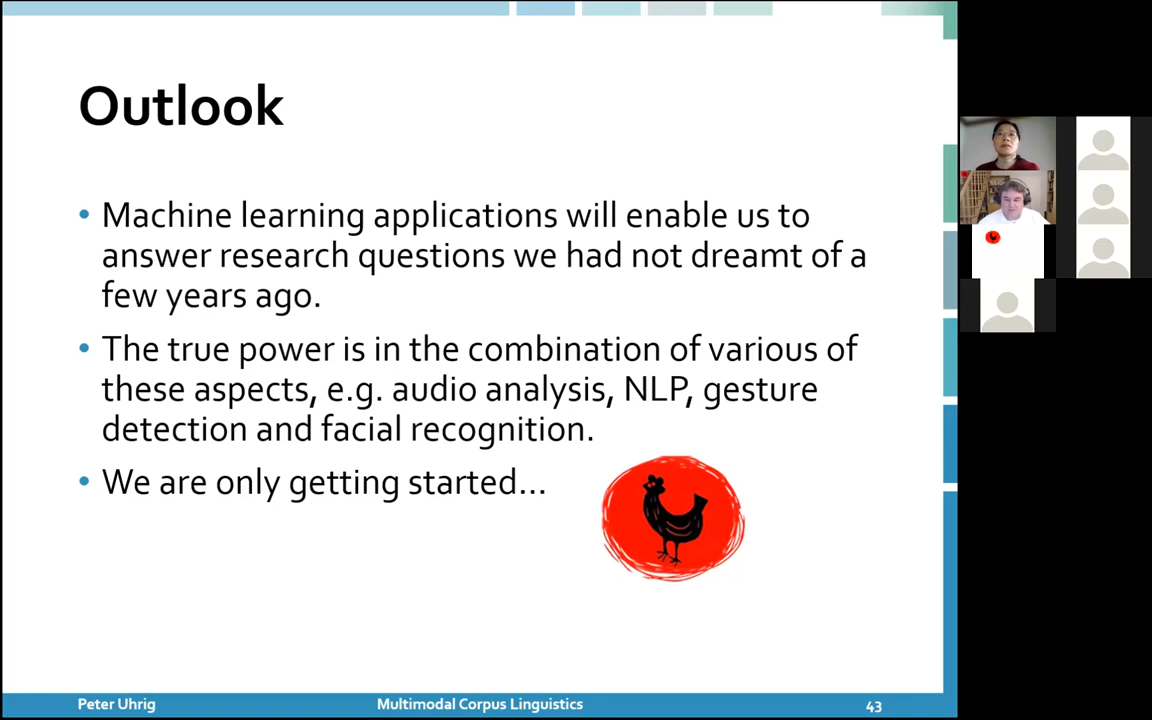 Outlook
• Machine learning applications will enable us to
answer research questions we had not dreamt of a
few years ago.
• The true power is in the combination of various of
these aspects, e.g. audio analysis, NLP, gesture
detection and facial recognition.
• We are only getting started...
Peter Uhrig
Multimodal Corpus Linguistics
43